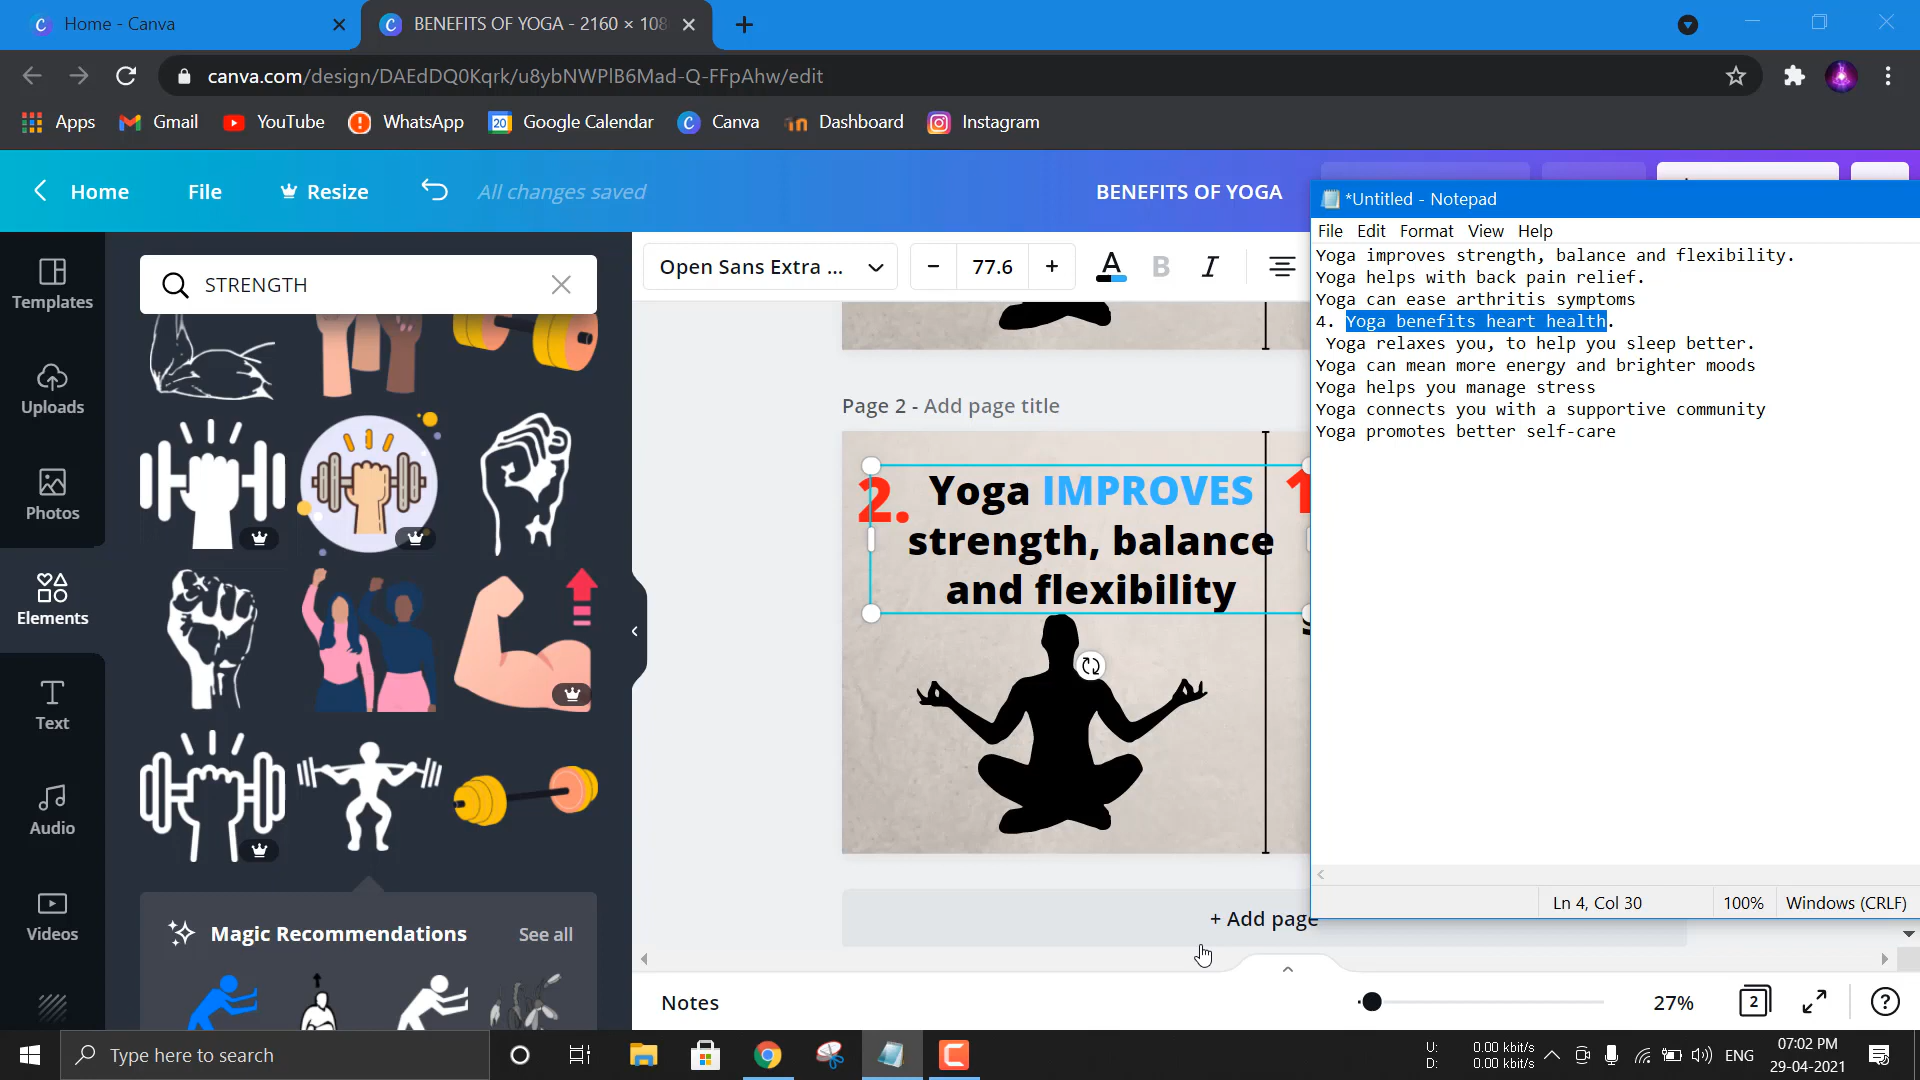 Home - Canva
BENEFITS OF YOGA - 2160 × 108
canva.com/design/DAEdDQ0Kqrk/u8ybNWPlB6Mad-Q-FFpAhw/edit
Apps
Gmail
YouTube
WhatsApp
20 Google Calendar
Canva
Dashboard
Instagram
Home
File
Resize
All changes saved
BENEFITS OF YOGA
*Untitled - Notepad
File Edit Format View Help
Yoga improves strength, balance and flexibility.
Yoga helps with back pain relief.
Yoga can ease arthritis symptoms
4. Yoga benefits heart health.
Yoga relaxes you, to help you sleep better.
Yoga can mean more energy and brighter moods
Yoga helps you manage stress
Yoga connects you with a supportive community
Yoga promotes better self-care
Ln 4, Col 30
100%
Windows (CRLF)
Templates
Uploads
Photos
Elements
Text
Audio
Videos
STRENGTH
Magic Recommendations
See all
Open Sans Extra ...
77.6
A
B
I
Page 2 - Add page title
2.
Yoga IMPROVES
strength, balance
and flexibility
+ Add page
Notes
27%
2
Type here to search
U: 0.00 kbit/s
D: 0.00 kbit/s
ENG
07:02 PM
29-04-2021